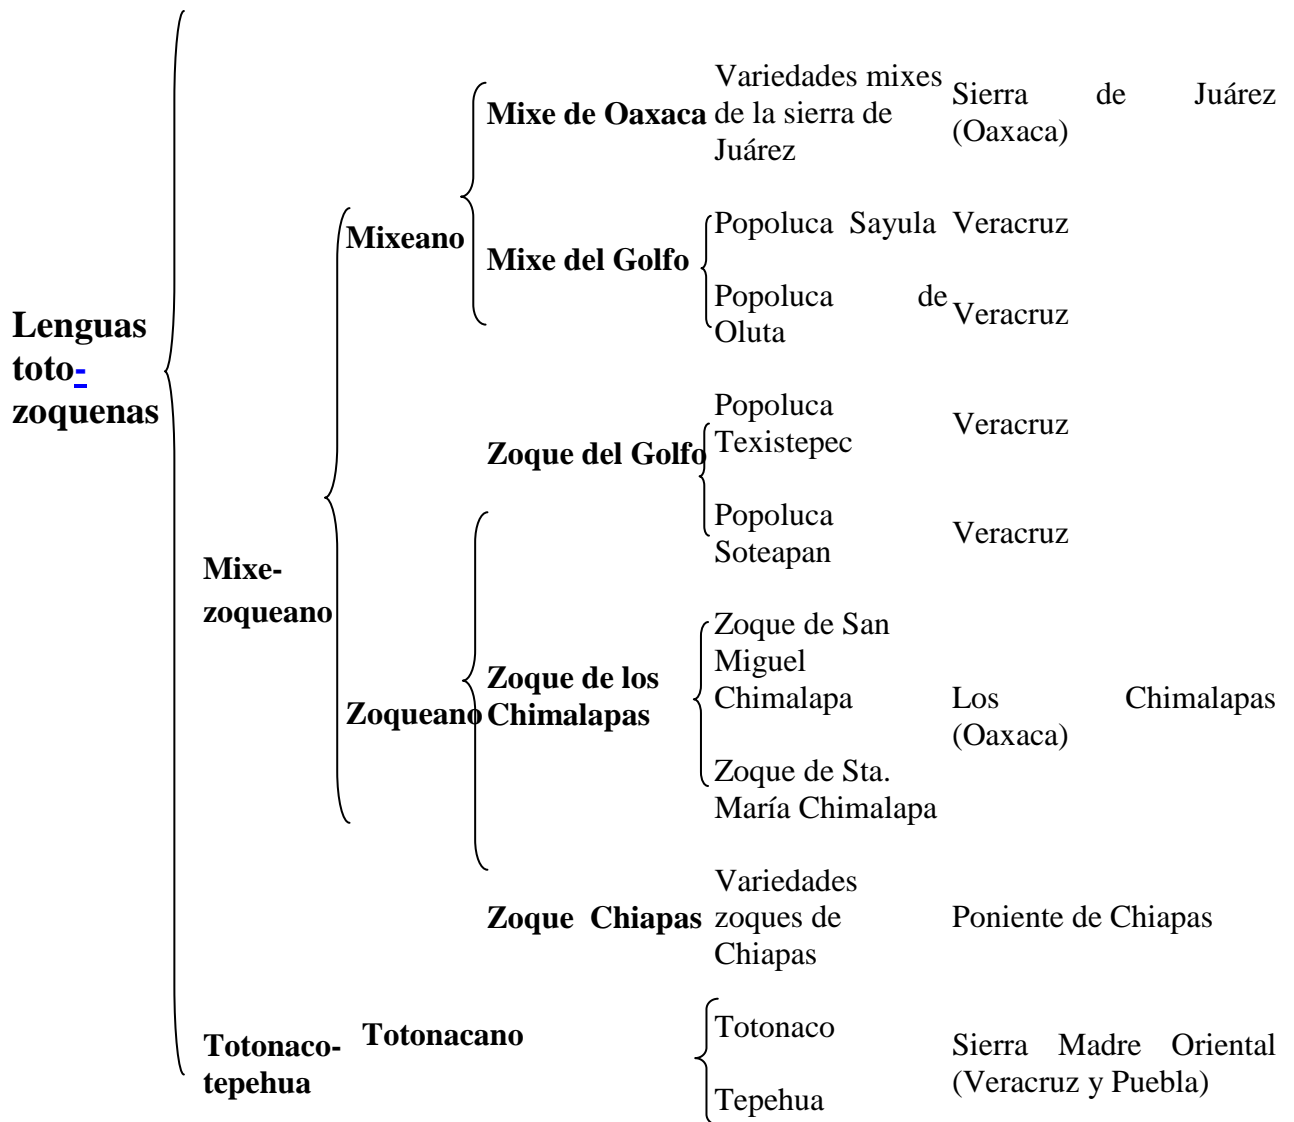 Lenguas
toto-
zoquenas
Mixe-
zoqueano
Mixeano
Mixe de Oaxaca
Variedades mixes
de la sierra de
Juárez
Sierra de Juárez
(Oaxaca)
Mixe del Golfo
Popoluca Sayula
Veracruz
Popoluca de
Oluta
Veracruz
Zoqueano
Zoque del Golfo
Popoluca
Texistepec
Veracruz
Popoluca
Soteapan
Veracruz
Zoque de los
Chimalapas
Zoque de San
Miguel
Chimalapa
Zoque de Sta.
María Chimalapa
Los Chimalapas
(Oaxaca)
Zoque Chiapas
Variedades
zoques de
Chiapas
Poniente de Chiapas
Totonaco-
tepehua
Totonacano
Totonaco
Tepehua
Sierra Madre Oriental
(Veracruz y Puebla)